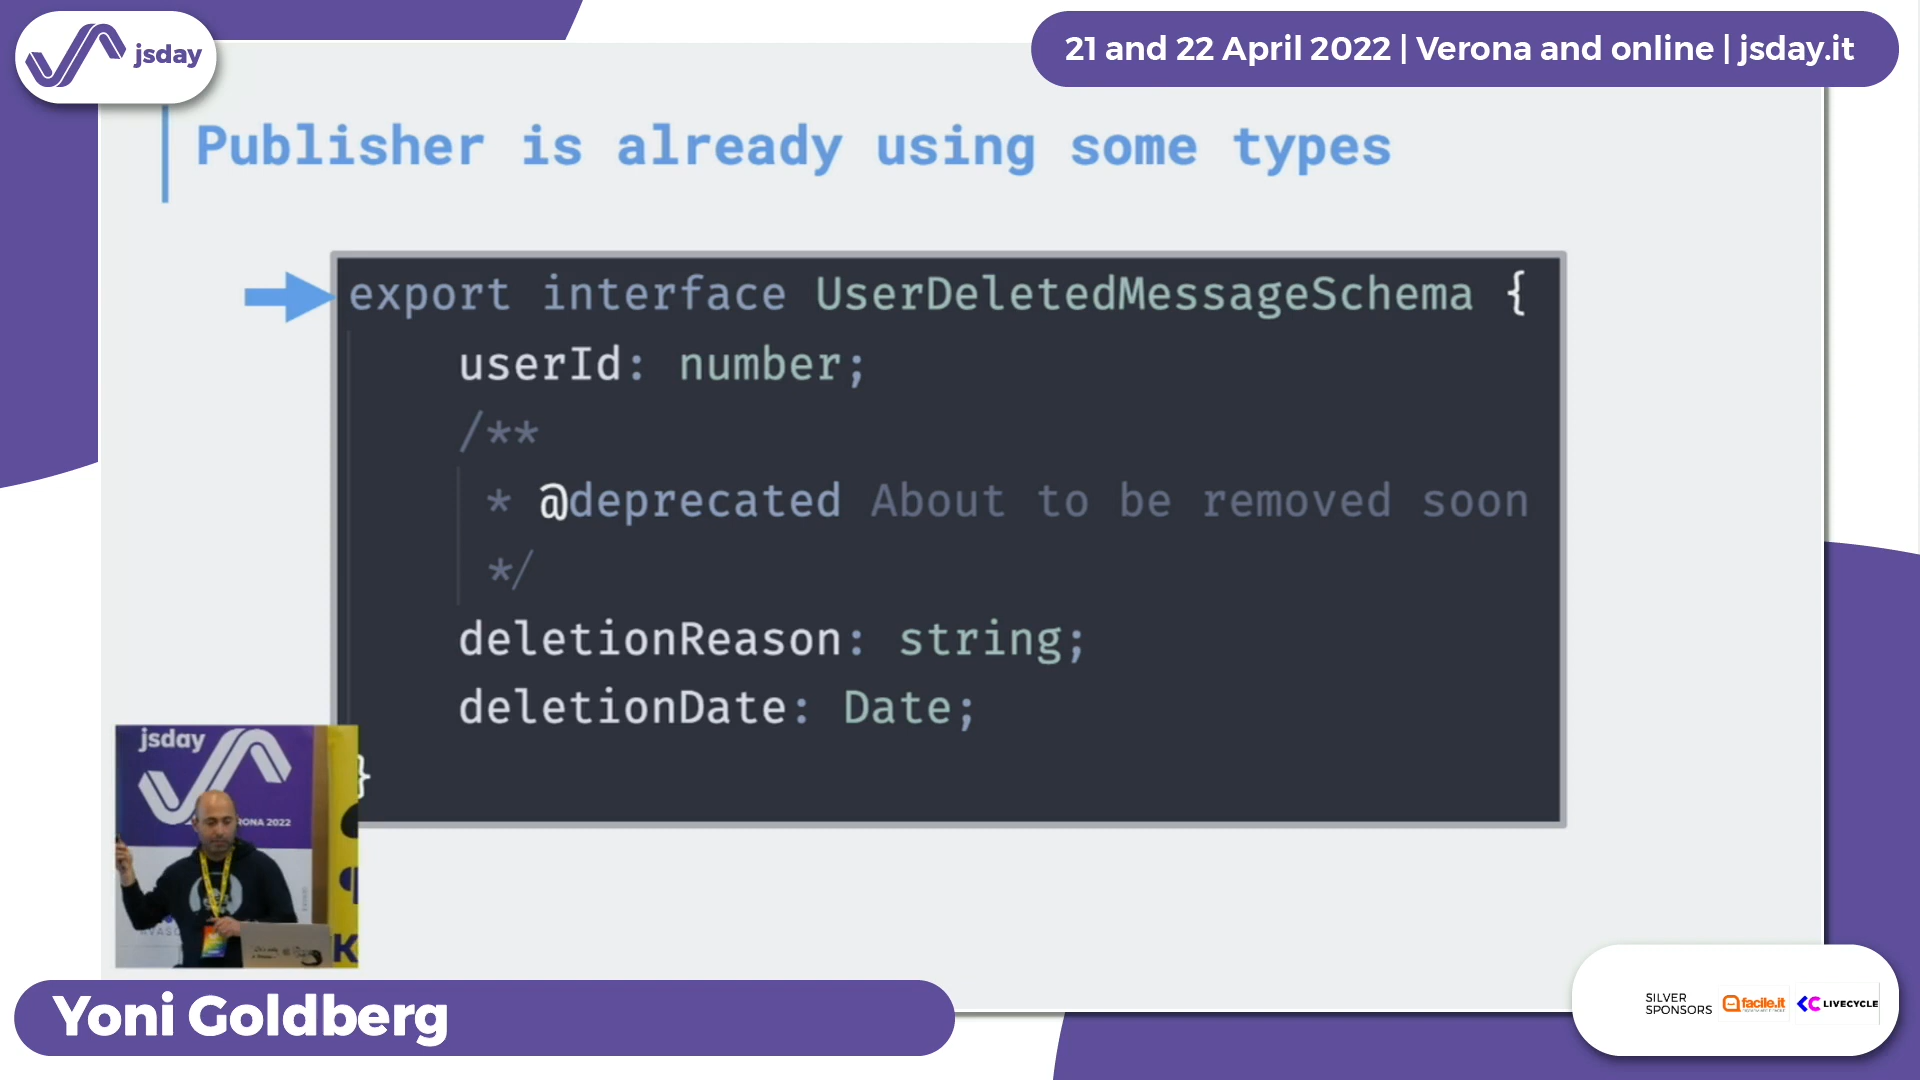 jsday
21 and 22 April 2022 | Verona and online | jsday.it
Publisher is already using some types
export interface UserDeletedMessageSchema {
userId: number;
/**
* @deprecated About to be removed soon
*/
deletionReason: string;
deletionDate: Date;
}
jsday
RONA 2022
Yoni Goldberg
SILVER
SPONSORS
facile.it
LIVECYCLE